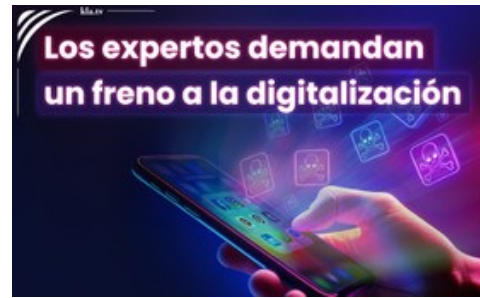 kla.tv
Los expertos demandan
un freno a la digitalización